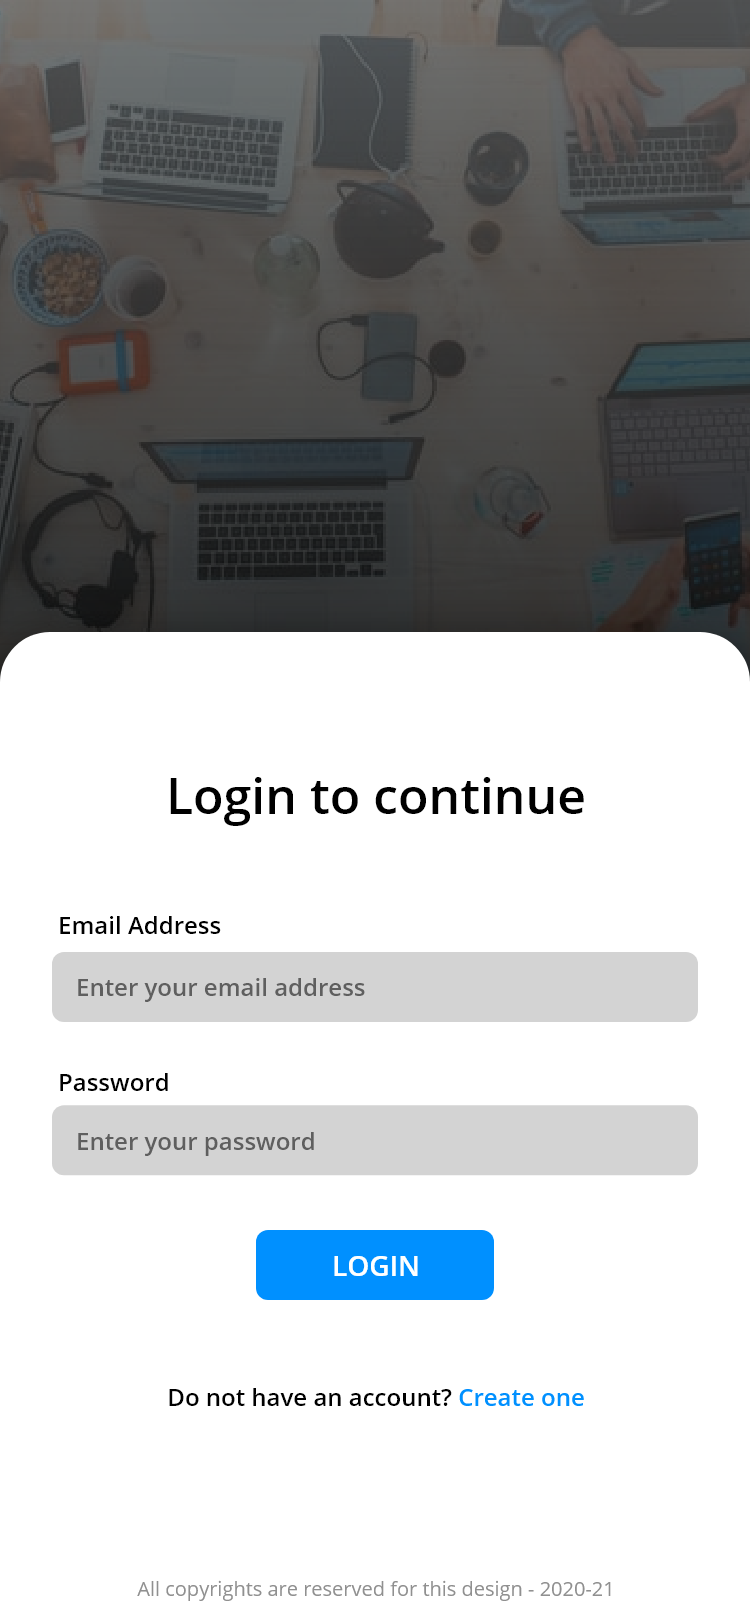 Login to continue
Email Address
Enter your email address
Password
Enter your password
LOGIN
Do not have an account? Create one
All copyrights are reserved for this design - 2020-21